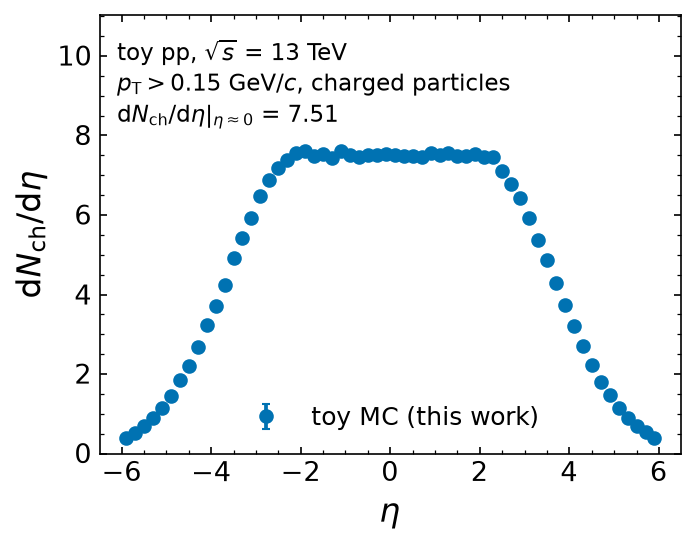 toy pp, √s = 13 TeV
p_T > 0.15 GeV/c, charged particles
dN_ch/dη|_η≈0 = 7.51
dN_ch/dη
10
8
6
4
2
0
toy MC (this work)
−6 −4 −2 0 2 4 6
η